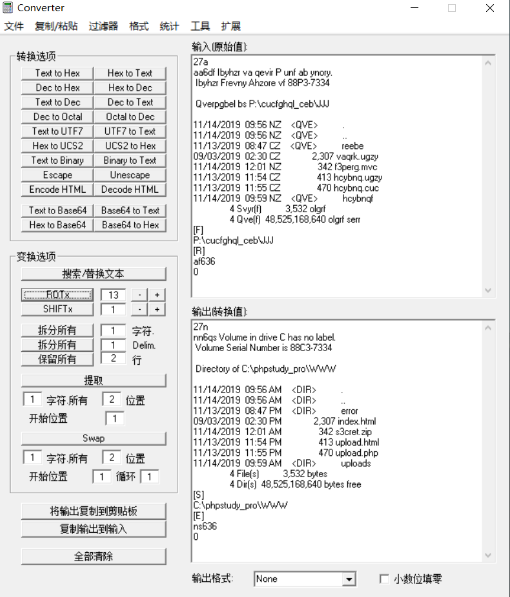 Converter
文件 复制/粘贴 过滤器 格式 统计 工具 扩展
转换选项
Text to Hex Hex to Text
Dec to Hex Hex to Dec
Text to Dec Dec to Text
Dec to Octal Octal to Dec
Text to UTF7 UTF7 to Text
Hex to UCS2 UCS2 to Hex
Text to Binary Binary to Text
Escape Unescape
Encode HTML Decode HTML
Text to Base64 Base64 to Text
Hex to Base64 Base64 to Hex
变换选项
搜索/替换文本
ROTx 13 - +
SHIFTx 1 - +
拆分所有 1 字符.
拆分所有 1 Delim.
保留所有 2 行
提取
1 字符.所有 2 位置
开始位置 1
Swap
1 字符.所有 2 位置
开始位置 1 循环 1
将输出复制到剪贴板
复制输出到输入
全部清除
输入(原始值):
27a
aa6df Ibyhzr va qevir P unf ab ynory.
Ibyhzr Frevny Ahzore vf 88P3-7334
Qverpgbel bs P:\cucfghql_ceb\JJJ
11/14/2019 09:56 NZ <QVE> .
11/14/2019 09:56 NZ <QVE> ..
11/13/2019 08:47 CZ <QVE> reebe
09/03/2019 02:30 CZ 2,307 vaqrk.ugzy
11/14/2019 12:01 NZ 342 f3perg.mvc
11/13/2019 11:54 CZ 413 hcybnq.ugzy
11/13/2019 11:55 CZ 470 hcybnq.cuc
11/14/2019 09:59 NZ <QVE> hcybnqf
4 Svyr(f) 3,532 olgrf
4 Qve(f) 48,525,168,640 olgrf serr
[F]
P:\cucfghql_ceb\JJJ
[R]
af636
0
输出(转换值):
27n
nn6qs Volume in drive C has no label.
Volume Serial Number is 88C3-7334
Directory of C:\phpstudy_pro\WWW
11/14/2019 09:56 AM <DIR> .
11/14/2019 09:56 AM <DIR> ..
11/13/2019 08:47 PM <DIR> error
09/03/2019 02:30 PM 2,307 index.html
11/14/2019 12:01 AM 342 s3cret.zip
11/13/2019 11:54 PM 413 upload.html
11/13/2019 11:55 PM 470 upload.php
11/14/2019 09:59 AM <DIR> uploads
4 File(s) 3,532 bytes
4 Dir(s) 48,525,168,640 bytes free
[S]
C:\phpstudy_pro\WWW
[E]
ns636
0
输出格式: None 小数位填零